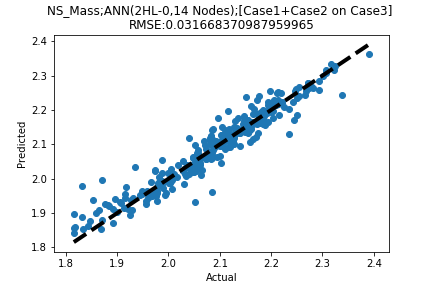 NS_Mass;ANN(2HL-0,14 Nodes);[Case1+Case2 on Case3]
RMSE:0.031668370987959965
2.4
2.3
2.2
2.1
2.0
1.9
1.8
Predicted
1.8 1.9 2.0 2.1 2.2 2.3 2.4
Actual